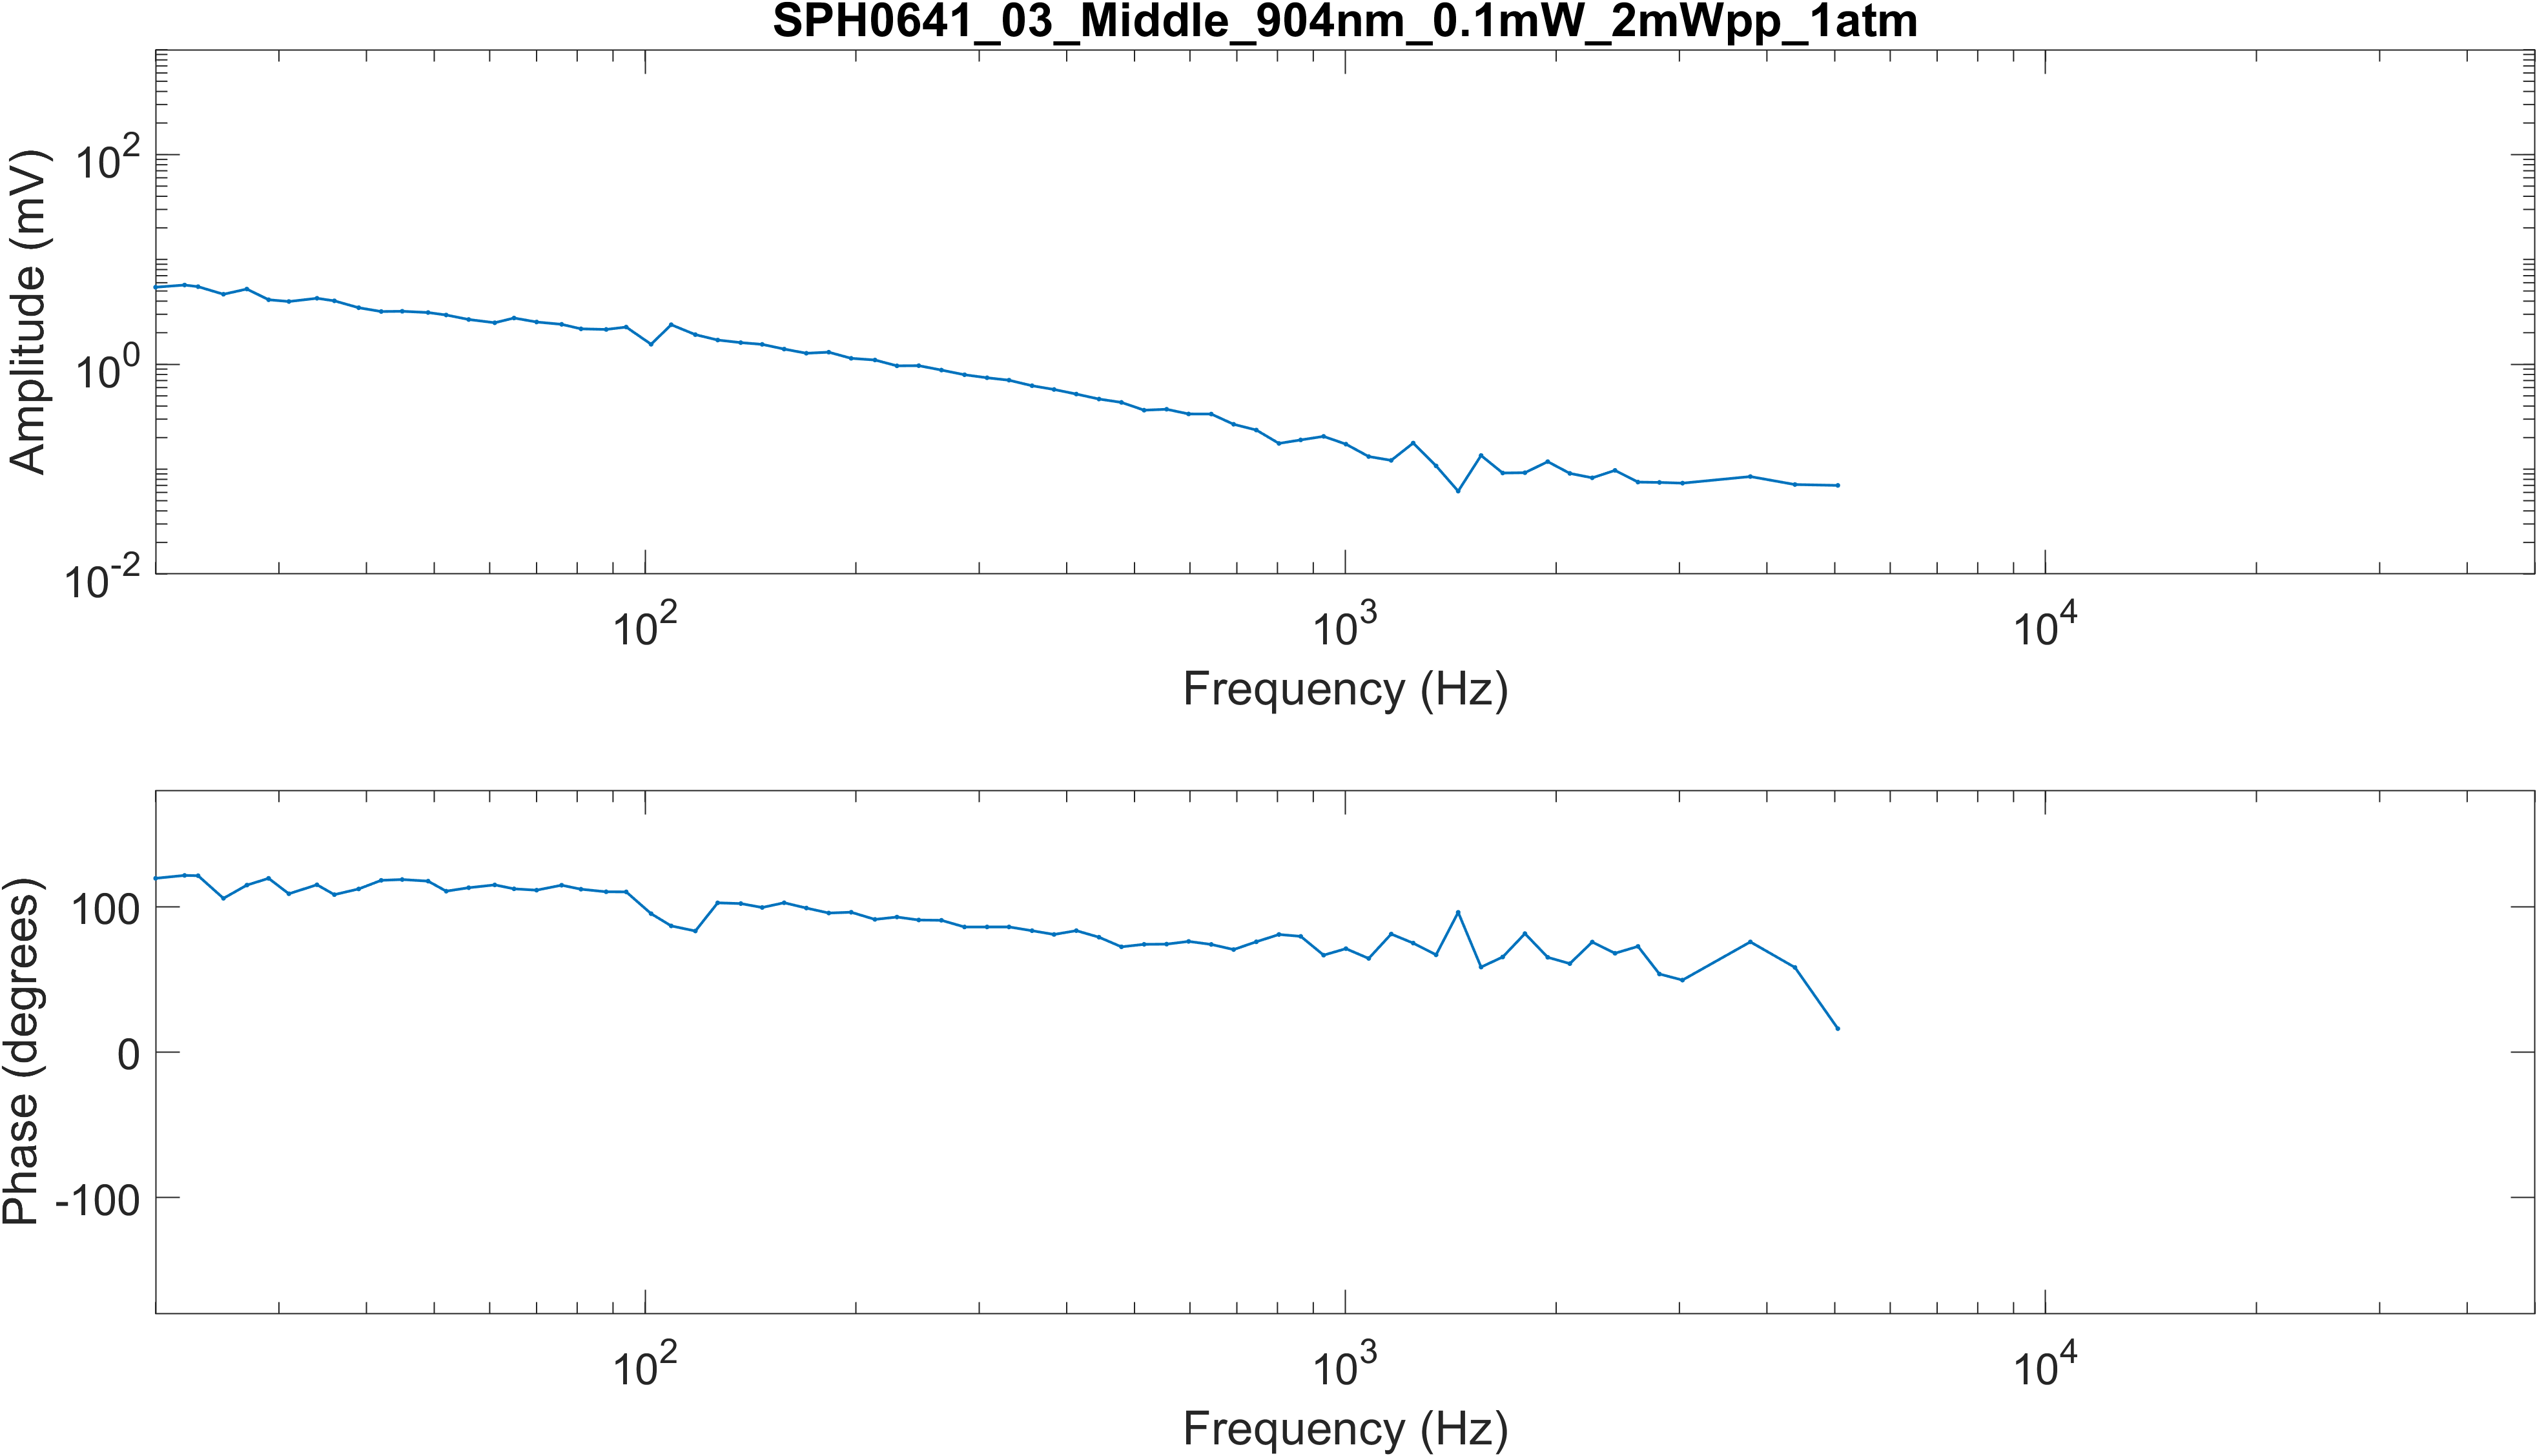 SPH0641_03_Middle_904nm_0.1mW_2mWpp_1atm
Amplitude (mV)
10^2
10^0
10^-2
10^2
10^3
10^4
Frequency (Hz)
Phase (degrees)
100
0
-100
10^2
10^3
10^4
Frequency (Hz)